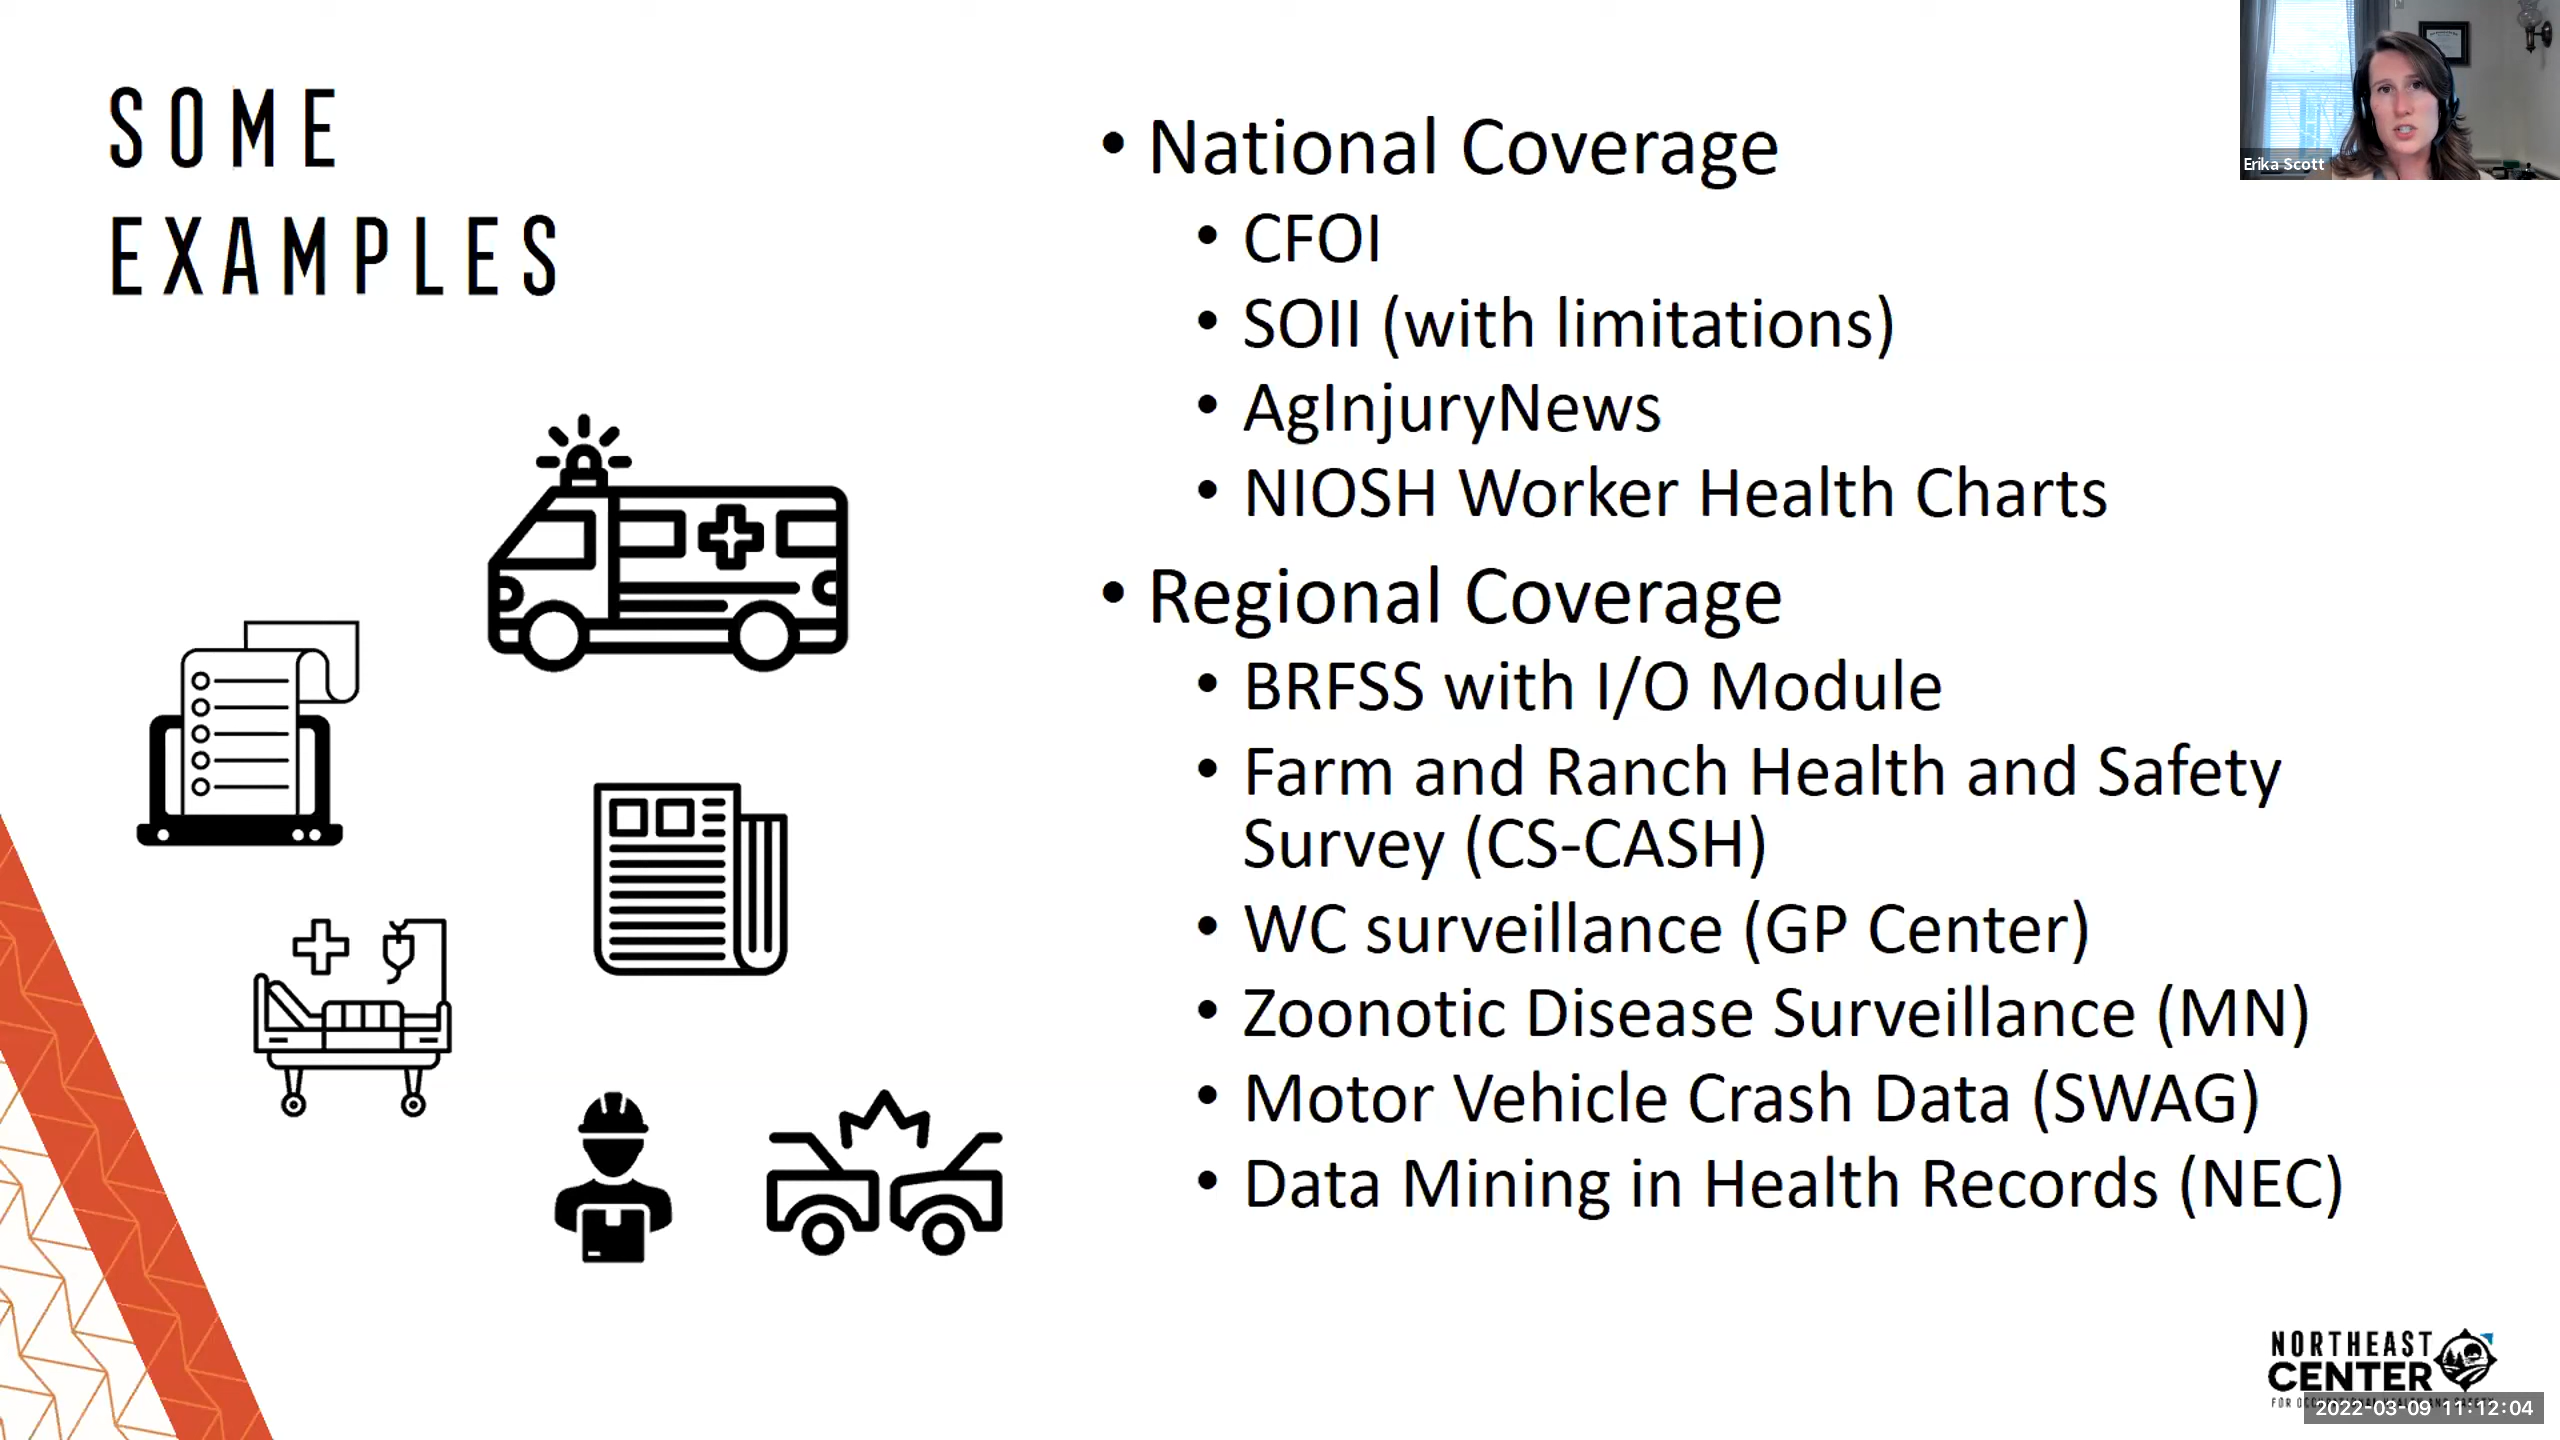 SOME
EXAMPLES
• National Coverage
• CFOI
• SOII (with limitations)
• AgInjuryNews
• NIOSH Worker Health Charts
• Regional Coverage
• BRFSS with I/O Module
• Farm and Ranch Health and Safety
Survey (CS-CASH)
• WC surveillance (GP Center)
• Zoonotic Disease Surveillance (MN)
• Motor Vehicle Crash Data (SWAG)
• Data Mining in Health Records (NEC)
Erika Scott
NORTHEAST
CENTER
2022-03-09 11:12:04